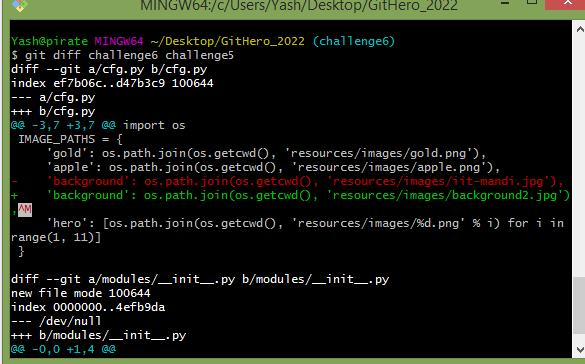 MINGW64:/c/Users/Yash/Desktop/GitHero_2022
Yash@pirate MINGW64 ~/Desktop/GitHero_2022 (challenge6)
$ git diff challenge6 challenge5
diff --git a/cfg.py b/cfg.py
index ef7b06c..d47b3c9 100644
--- a/cfg.py
+++ b/cfg.py
@@ -3,7 +3,7 @@ import os
 IMAGE_PATHS = {
     'gold': os.path.join(os.getcwd(), 'resources/images/gold.png'),
     'apple': os.path.join(os.getcwd(), 'resources/images/apple.png'),
-    'background': os.path.join(os.getcwd(), 'resources/images/iit-mandi.jpg'),
+    'background': os.path.join(os.getcwd(), 'resources/images/background2.jpg')
,^M
     'hero': [os.path.join(os.getcwd(), 'resources/images/%d.png' % i) for i in
range(1, 11)]
 }
diff --git a/modules/__init__.py b/modules/__init__.py
new file mode 100644
index 0000000..4efb9da
--- /dev/null
+++ b/modules/__init__.py
@@ -0,0 +1,4 @@